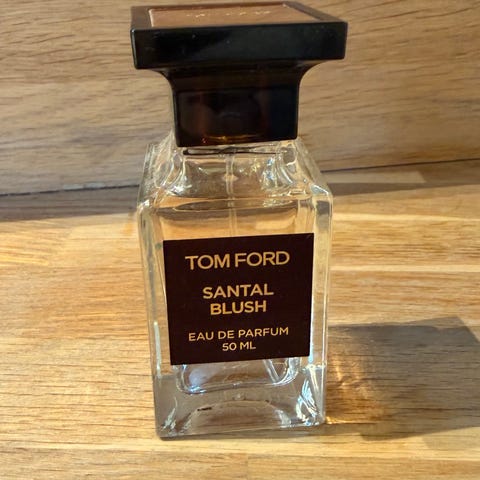 TOM FORD
SANTAL
BLUSH
EAU DE PARFUM
50 ML